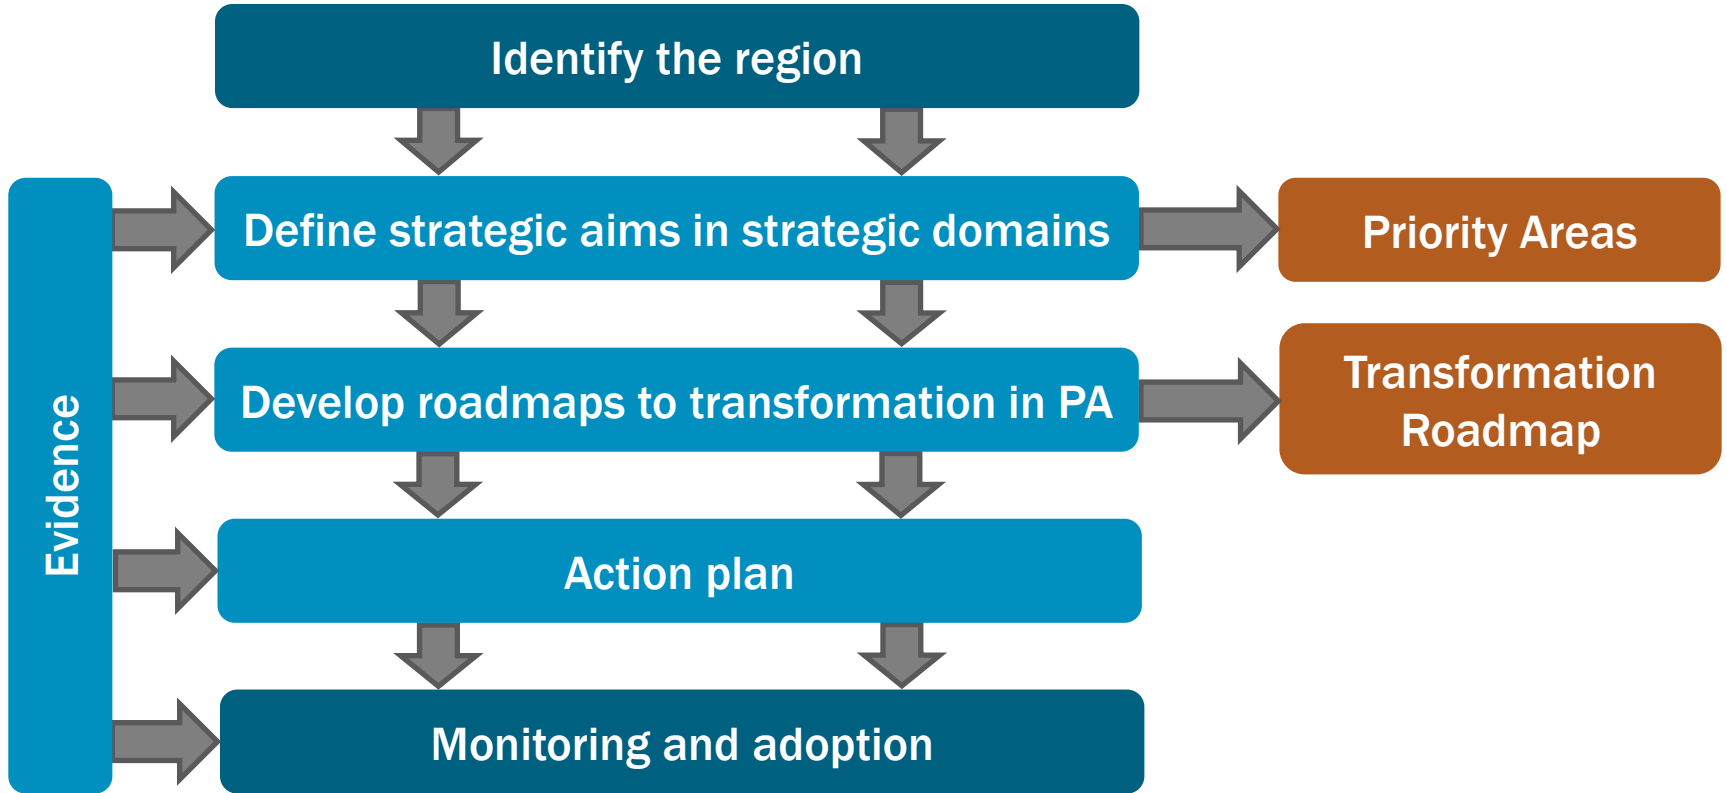 Identify the region
Define strategic aims in strategic domains
Priority Areas
Develop roadmaps to transformation in PA
Transformation
Roadmap
Evidence
Action plan
Monitoring and adoption